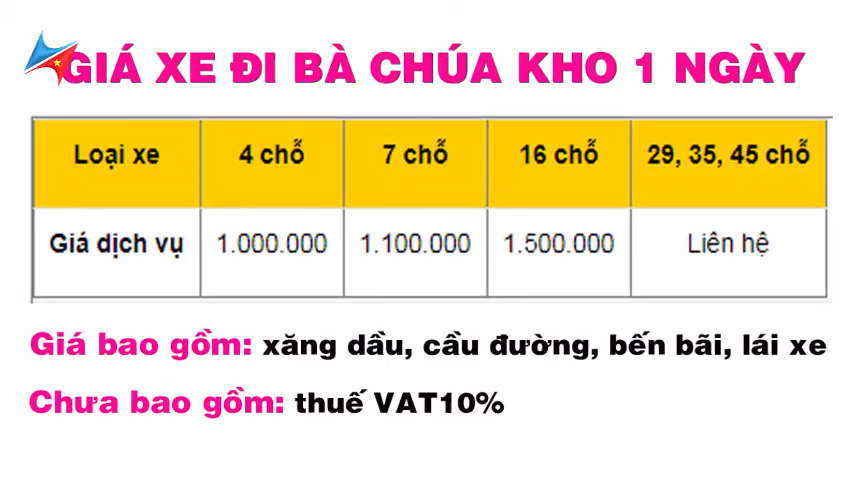 GIÁ XE ĐI BÀ CHÚA KHO 1 NGÀY
Loại xe 4 chỗ 7 chỗ 16 chỗ 29, 35, 45 chỗ
Giá dịch vụ 1.000.000 1.100.000 1.500.000 Liên hệ
Giá bao gồm: xăng dầu, cầu đường, bến bãi, lái xe
Chưa bao gồm: thuế VAT10%